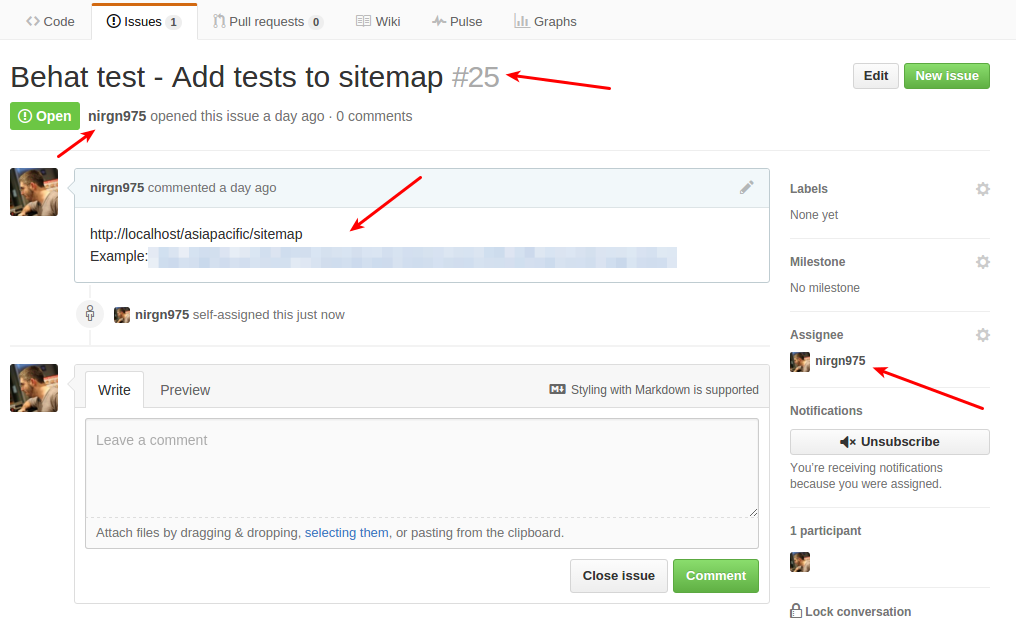 Code Issues 1 Pull requests 0 Wiki Pulse Graphs
Behat test - Add tests to sitemap #25
Edit New issue
Open nirgn975 opened this issue a day ago · 0 comments
nirgn975 commented a day ago
http://localhost/asiapacific/sitemap
Example:
nirgn975 self-assigned this just now
Write Preview Styling with Markdown is supported
Leave a comment
Attach files by dragging & dropping, selecting them, or pasting from the clipboard.
Close issue Comment
Labels
None yet
Milestone
No milestone
Assignee
nirgn975
Notifications
Unsubscribe
You're receiving notifications
because you were assigned.
1 participant
Lock conversation